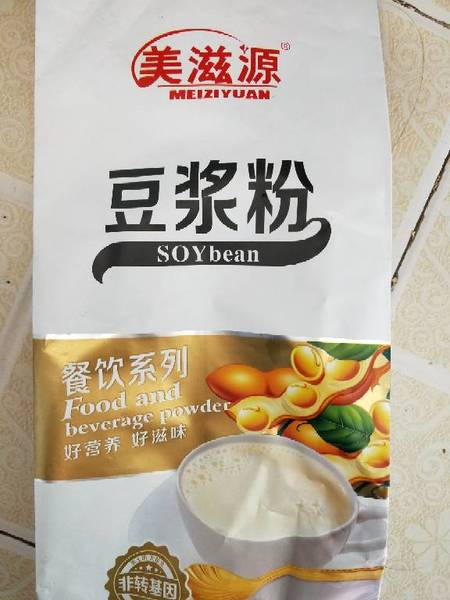 美滋源®
MEIZIYUAN
豆浆粉
SOYbean
餐饮系列
Food and
beverage powder
好营养 好滋味
非转基因